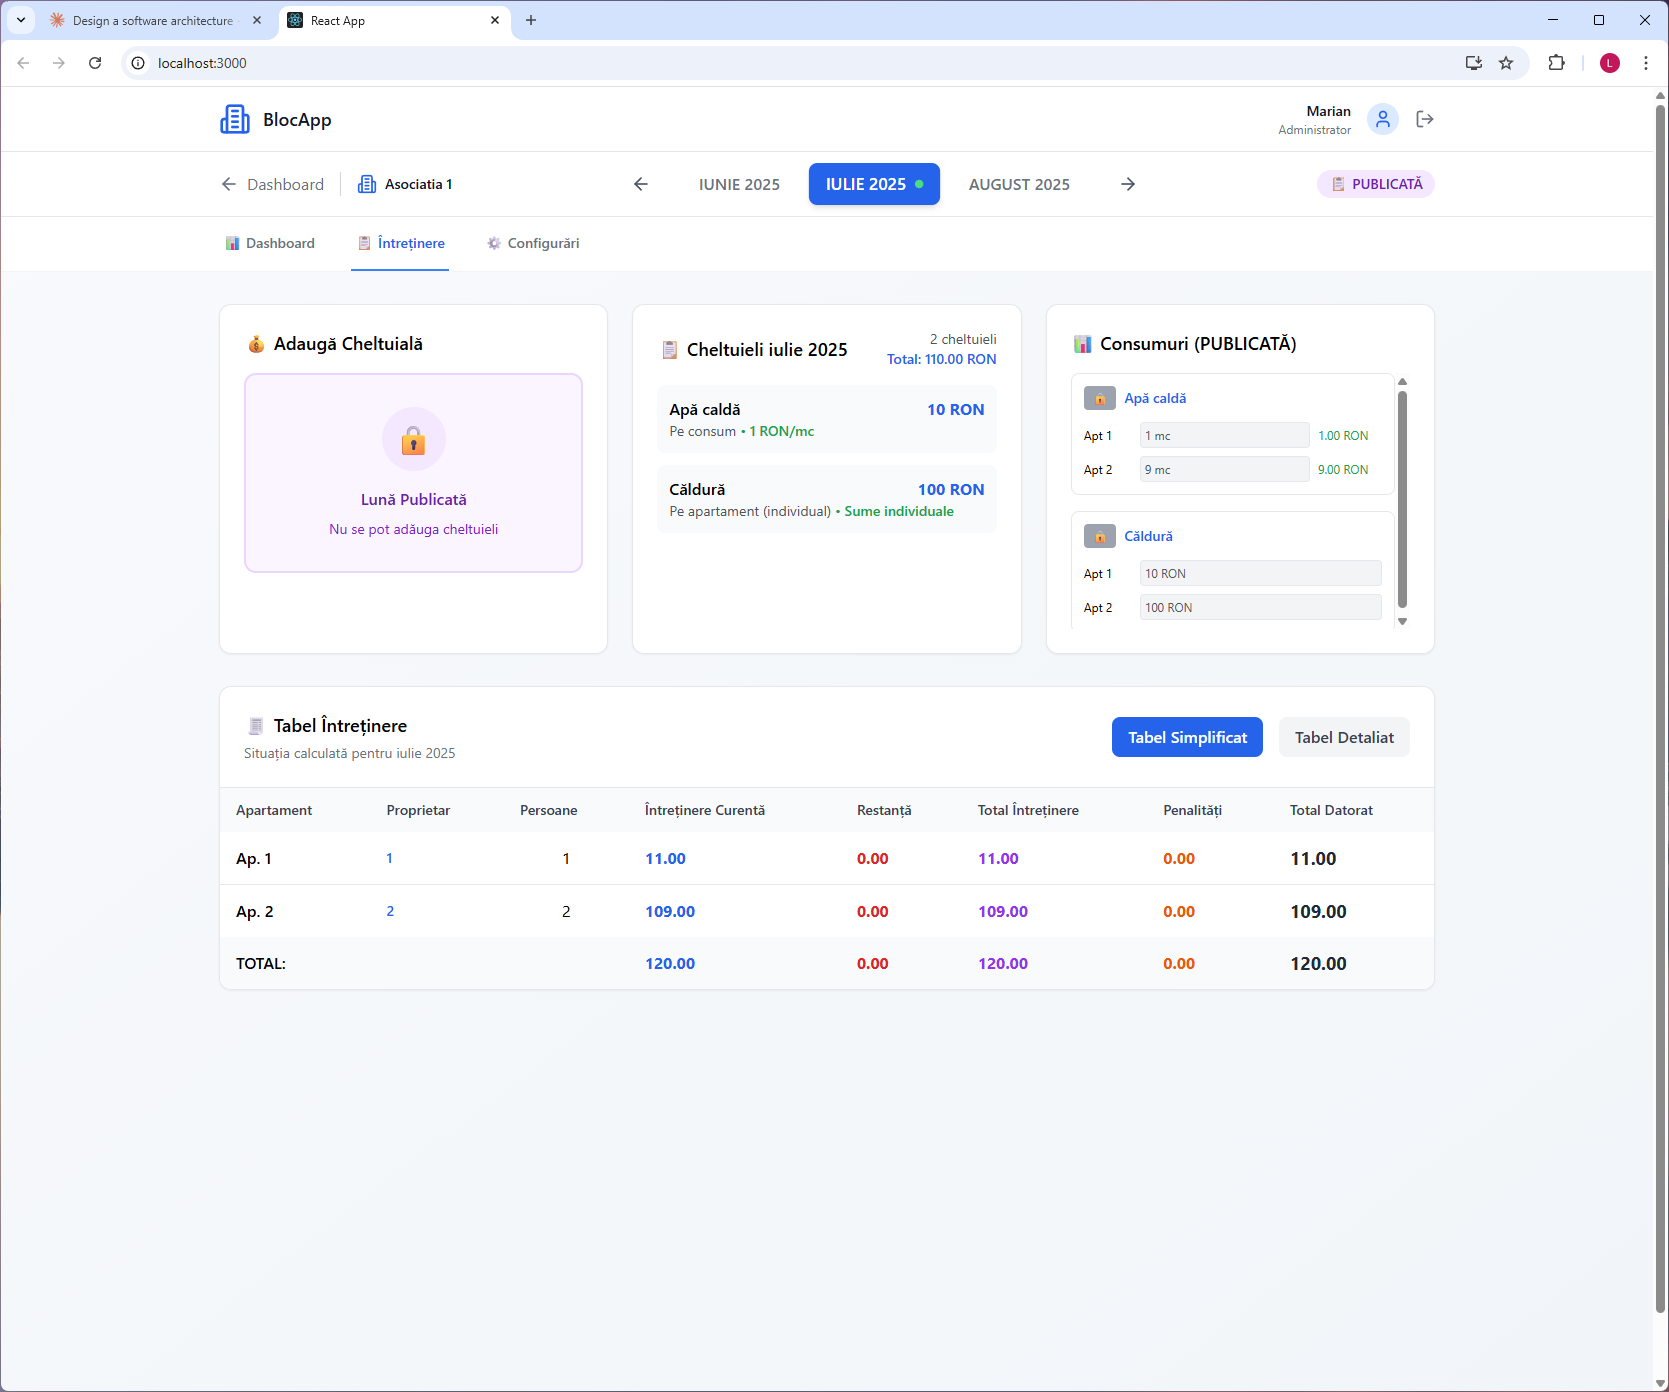 Design a software architecture
React App
localhost:3000
L
BlocApp
Marian
Administrator
Dashboard
Asociatia 1
IUNIE 2025
IULIE 2025
AUGUST 2025
PUBLICATĂ
Dashboard
Întreținere
Configurări
Adaugă Cheltuială
Lună Publicată
Nu se pot adăuga cheltuieli
Cheltuieli iulie 2025
2 cheltuieli
Total: 110.00 RON
Apă caldă 10 RON
Pe consum • 1 RON/mc
Căldură 100 RON
Pe apartament (individual) • Sume individuale
Consumuri (PUBLICATĂ)
Apă caldă
Apt 1 1 mc 1.00 RON
Apt 2 9 mc 9.00 RON
Căldură
Apt 1 10 RON
Apt 2 100 RON
Tabel Întreținere
Situația calculată pentru iulie 2025
Tabel Simplificat
Tabel Detaliat
Apartament Proprietar Persoane Întreținere Curentă Restanță Total Întreținere Penalități Total Datorat
Ap. 1 1 1 11.00 0.00 11.00 0.00 11.00
Ap. 2 2 2 109.00 0.00 109.00 0.00 109.00
TOTAL: 120.00 0.00 120.00 0.00 120.00